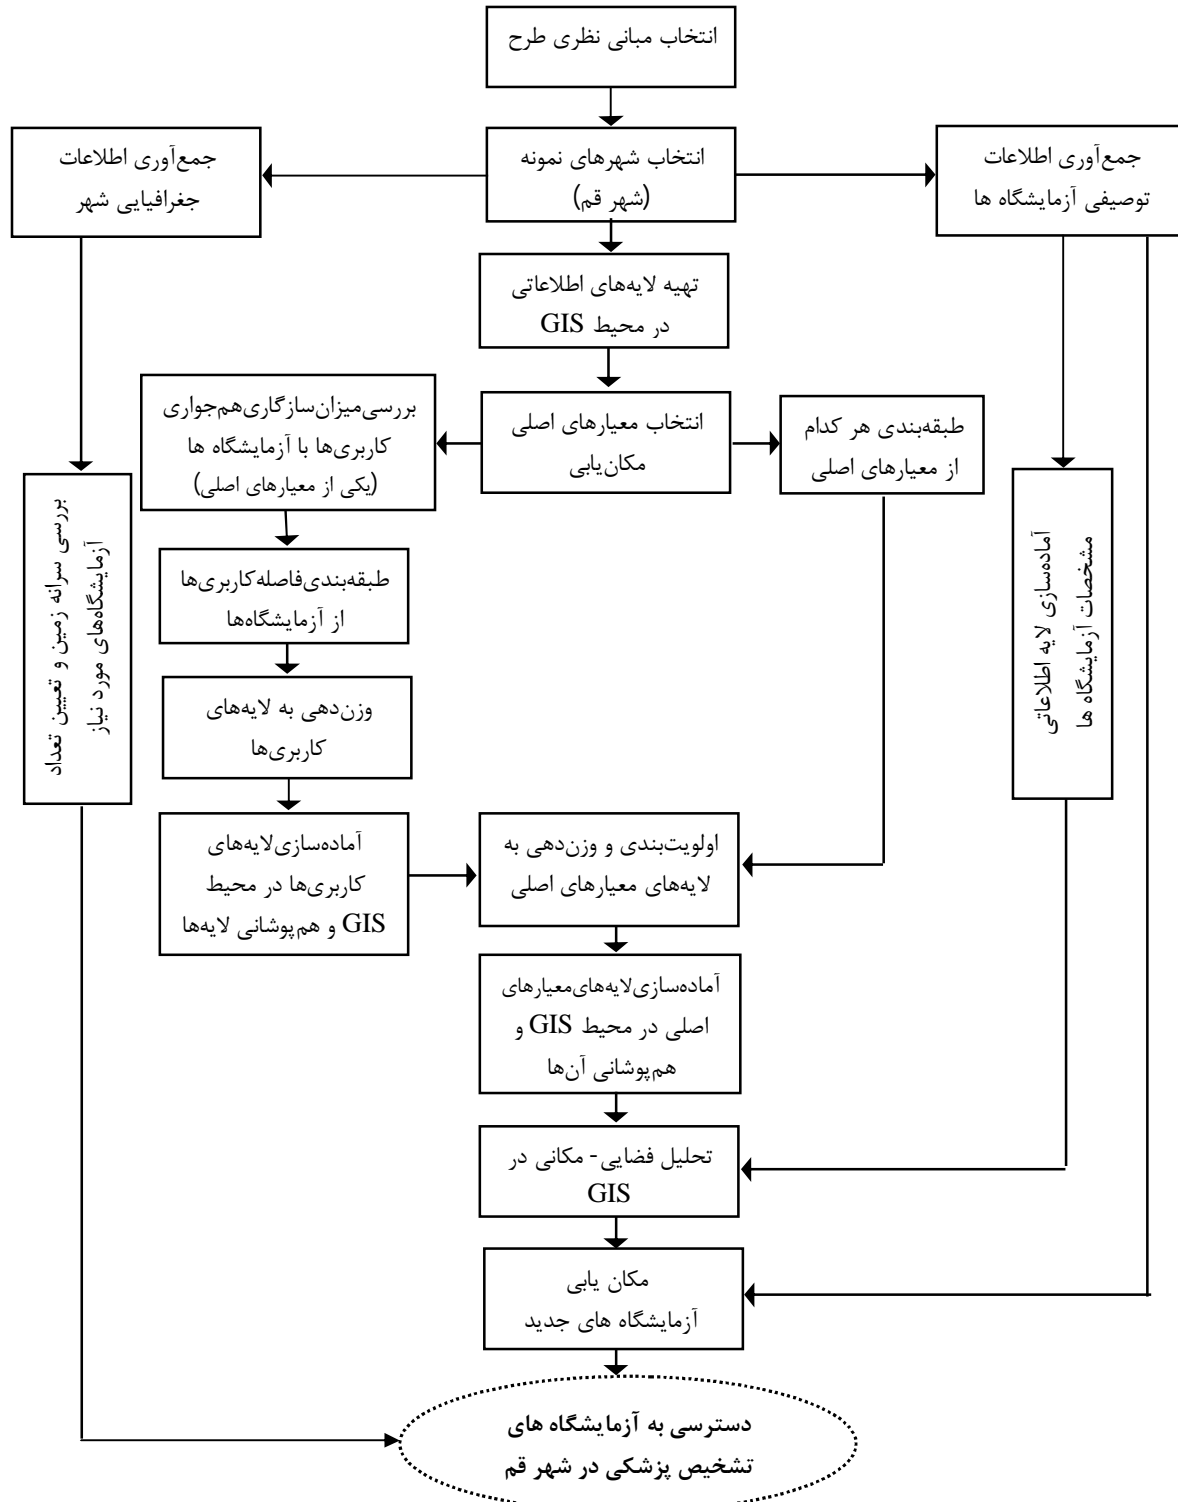 انتخاب مبانی نظری طرح
جمع‌آوری اطلاعات
توصیفی آزمایشگاه ها
انتخاب شهرهای نمونه
(شهر قم)
جمع‌آوری اطلاعات
جغرافیایی شهر
تهیه لایه‌های اطلاعاتی
در محیط GIS
طبقه‌بندی هر کدام
از معیارهای اصلی
انتخاب معیارهای اصلی
مکان‌یابی
بررسی‌میزان‌سازگاری‌هم‌جواری
کاربری‌ها با آزمایشگاه ها
(یکی از معیارهای اصلی)
آماده‌سازی لایه اطلاعاتی
مشخصات آزمایشگاه ها
بررسی سرانه زمین و تعیین تعداد
آزمایشگاه‌های مورد نیاز
طبقه‌بندی‌فاصله‌کاربری‌ها
از آزمایشگاه‌ها
وزن‌دهی به لایه‌های
کاربری‌ها
اولویت‌بندی و وزن‌دهی به
لایه‌های معیارهای اصلی
آماده‌سازی‌لایه‌های
کاربری‌ها در محیط
GIS و هم‌پوشانی لایه‌ها
آماده‌سازی‌لایه‌های‌معیارهای
اصلی در محیط GIS و
هم‌پوشانی آن‌ها
تحلیل فضایی- مکانی در
GIS
مکان یابی
آزمایشگاه های جدید
دسترسی به آزمایشگاه های
تشخیص پزشکی در شهر قم